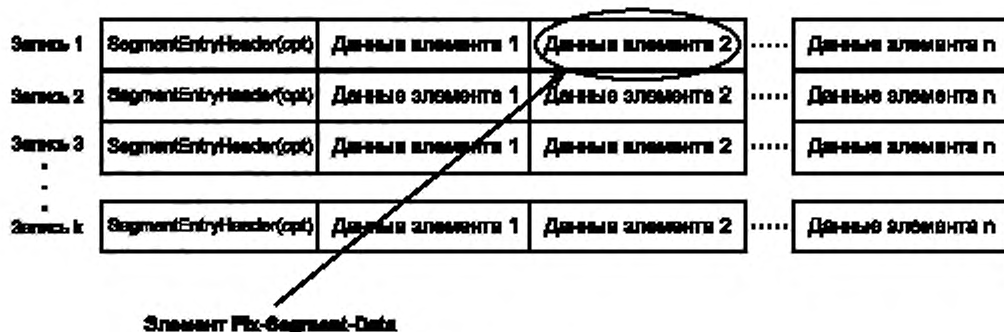 Запись 1 SegmentEntryHeader(opt) Данные элемента 1 Данные элемента 2 ..... Данные элемента n
Запись 2 SegmentEntryHeader(opt) Данные элемента 1 Данные элемента 2 ..... Данные элемента n
Запись 3 SegmentEntryHeader(opt) Данные элемента 1 Данные элемента 2 ..... Данные элемента n
Запись k SegmentEntryHeader(opt) Данные элемента 1 Данные элемента 2 ..... Данные элемента n
Элемент Fix-Segment-Data